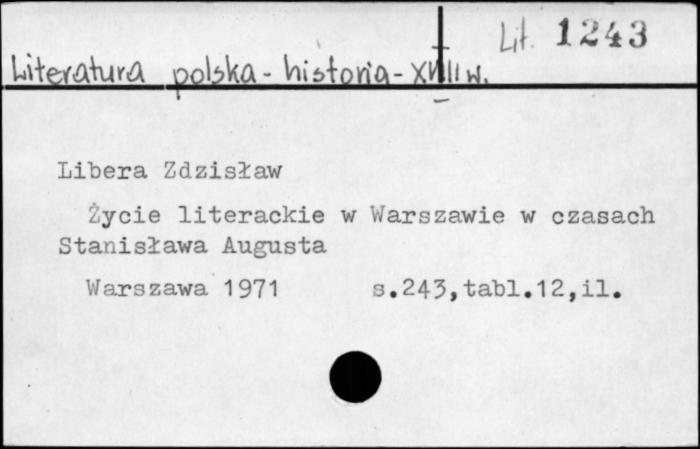 Lit. 1243
Literatura polska - historia - XVIII w.
Libera Zdzisław
Życie literackie w Warszawie w czasach
Stanisława Augusta
Warszawa 1971 s.243,tabl.12,il.